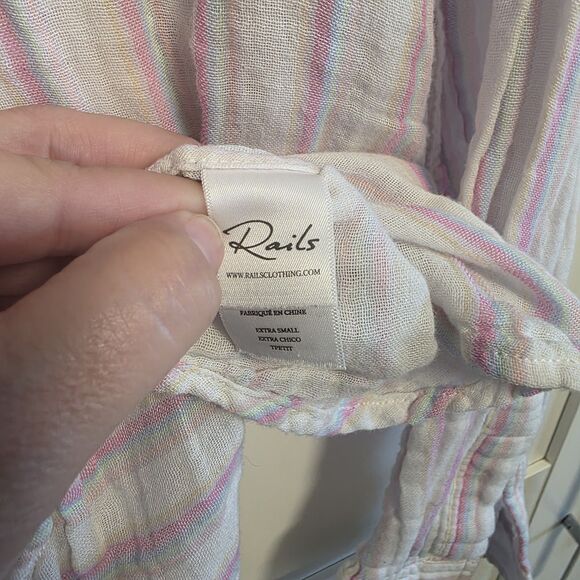 Rails
WWW.RAILSCLOTHING.COM
FABRIQUÉ EN CHINE
EXTRA SMALL
EXTRA CHICO
TPETIT